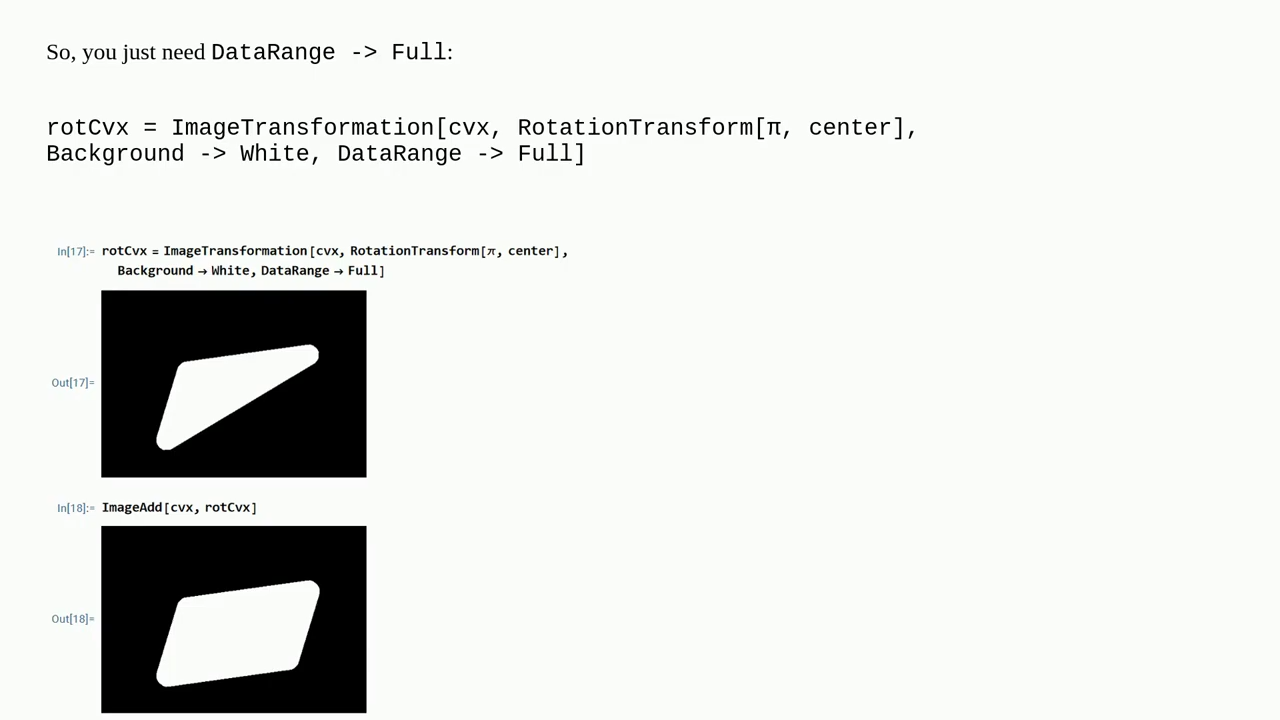 So, you just need DataRange -> Full:
rotCvx = ImageTransformation[cvx, RotationTransform[π, center],
Background -> White, DataRange -> Full]
In[17]:= rotCvx = ImageTransformation[cvx, RotationTransform[π, center],
Background → White, DataRange → Full]
Out[17]=
In[18]:= ImageAdd[cvx, rotCvx]
Out[18]=